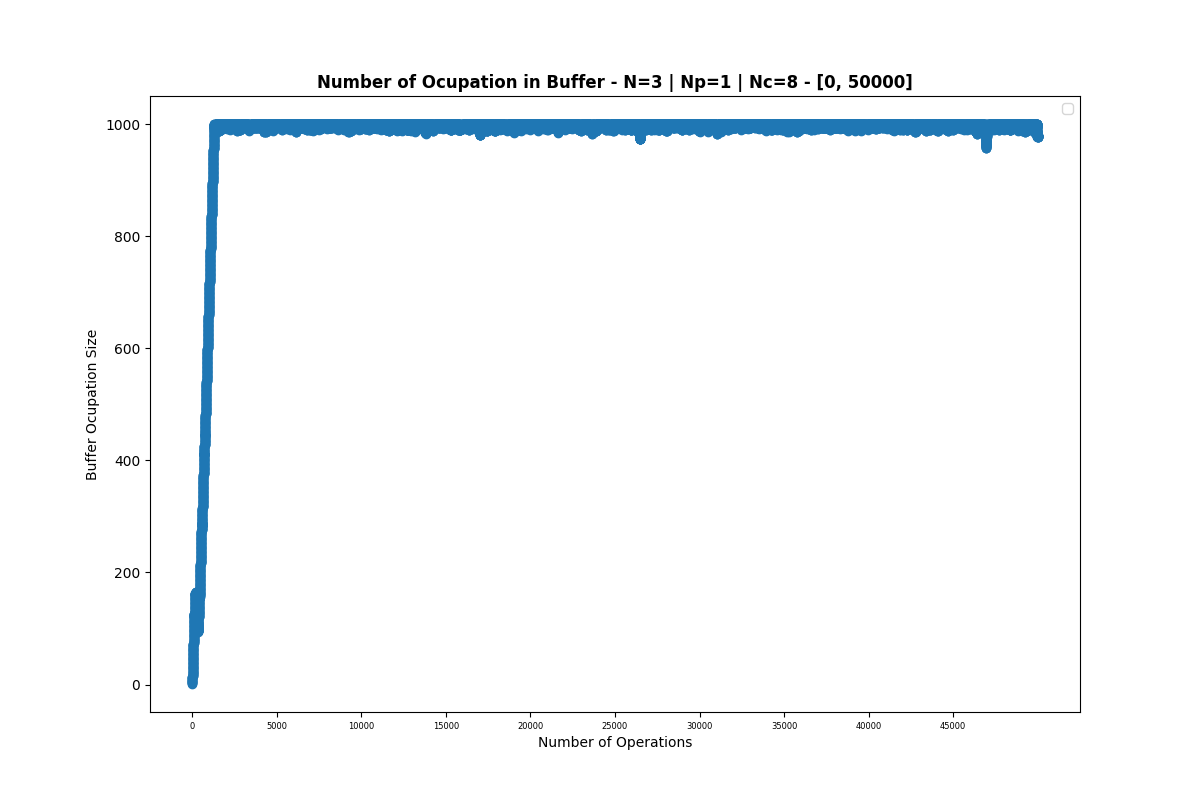 Number of Ocupation in Buffer - N=3 | Np=1 | Nc=8 - [0, 50000]
1000
800
600
400
200
0
Buffer Ocupation Size
0 5000 10000 15000 20000 25000 30000 35000 40000 45000
Number of Operations